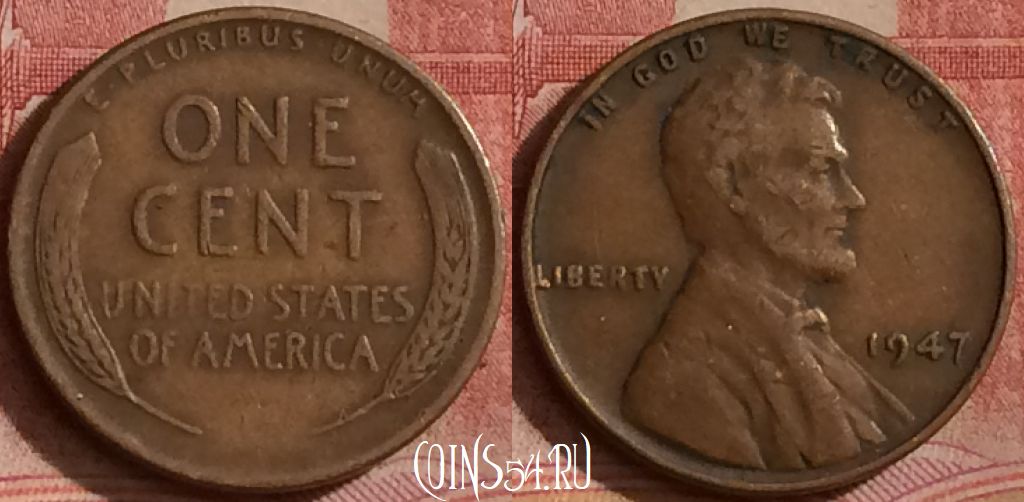 E·PLURIBUS·UNUM
ONE
CENT
UNITED STATES
OF AMERICA
IN GOD WE TRUST
LIBERTY
1947
COINS54.RU